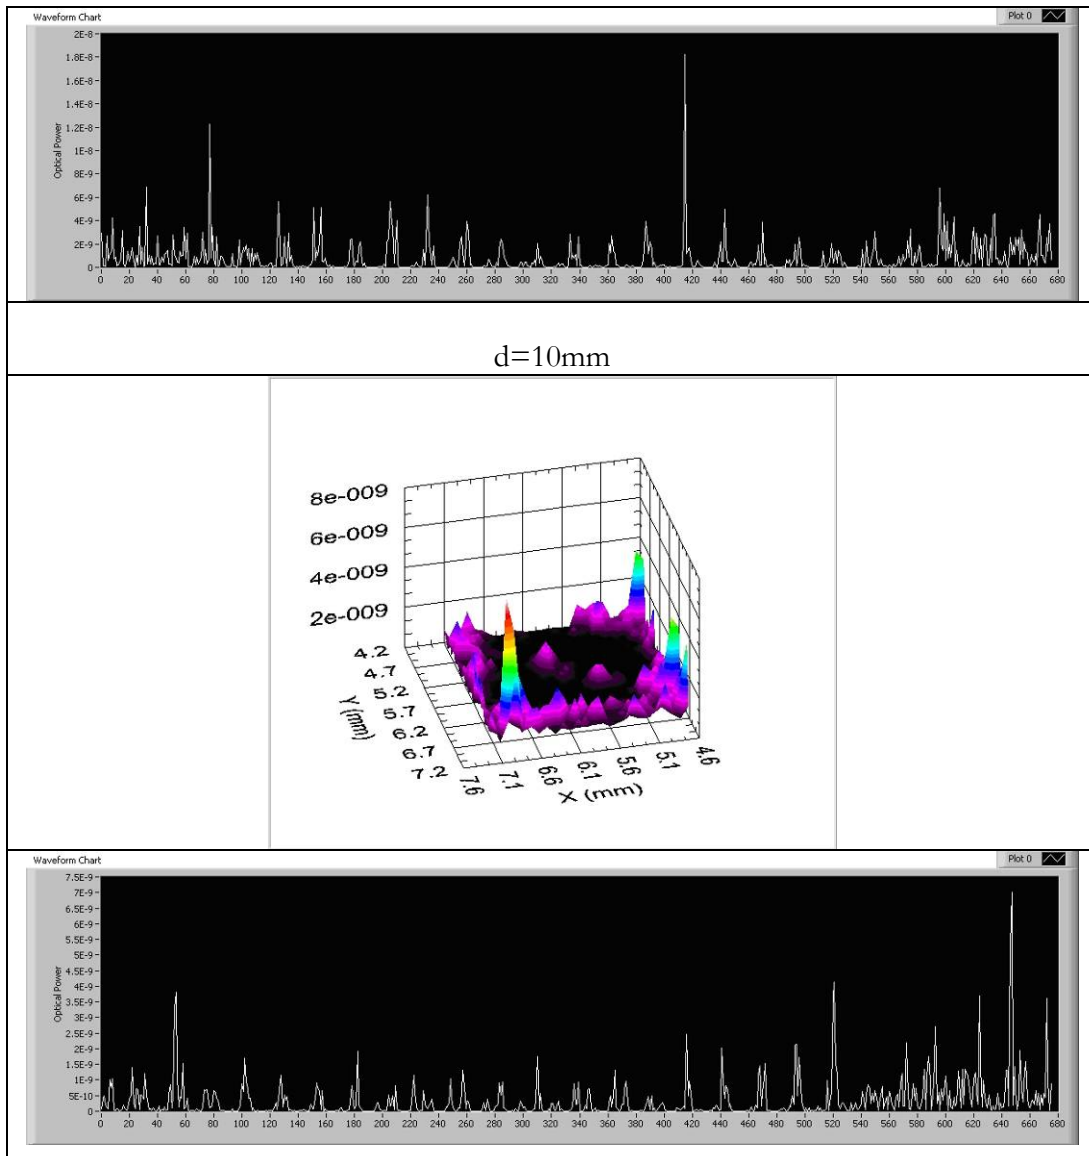 Waveform Chart
Plot 0
2E-8
1.8E-8
1.6E-8
1.4E-8
1.2E-8
1E-8
8E-9
6E-9
4E-9
2E-9
0
Optical Power
0 20 40 60 80 100 120 140 160 180 200 220 240 260 280 300 320 340 360 380 400 420 440 460 480 500 520 540 560 580 600 620 640 660 680
d=10mm
8e-009
6e-009
4e-009
2e-009
4.2
4.7
5.2
5.7
6.2
6.7
7.2
Y (mm)
7.6 7.1 6.6 6.1 5.6 5.1 4.6
X (mm)
Waveform Chart
Plot 0
7.5E-9
7E-9
6.5E-9
6E-9
5.5E-9
5E-9
4.5E-9
4E-9
3.5E-9
3E-9
2.5E-9
2E-9
1.5E-9
1E-9
5E-10
0
Optical Power
0 20 40 60 80 100 120 140 160 180 200 220 240 260 280 300 320 340 360 380 400 420 440 460 480 500 520 540 560 580 600 620 640 660 680